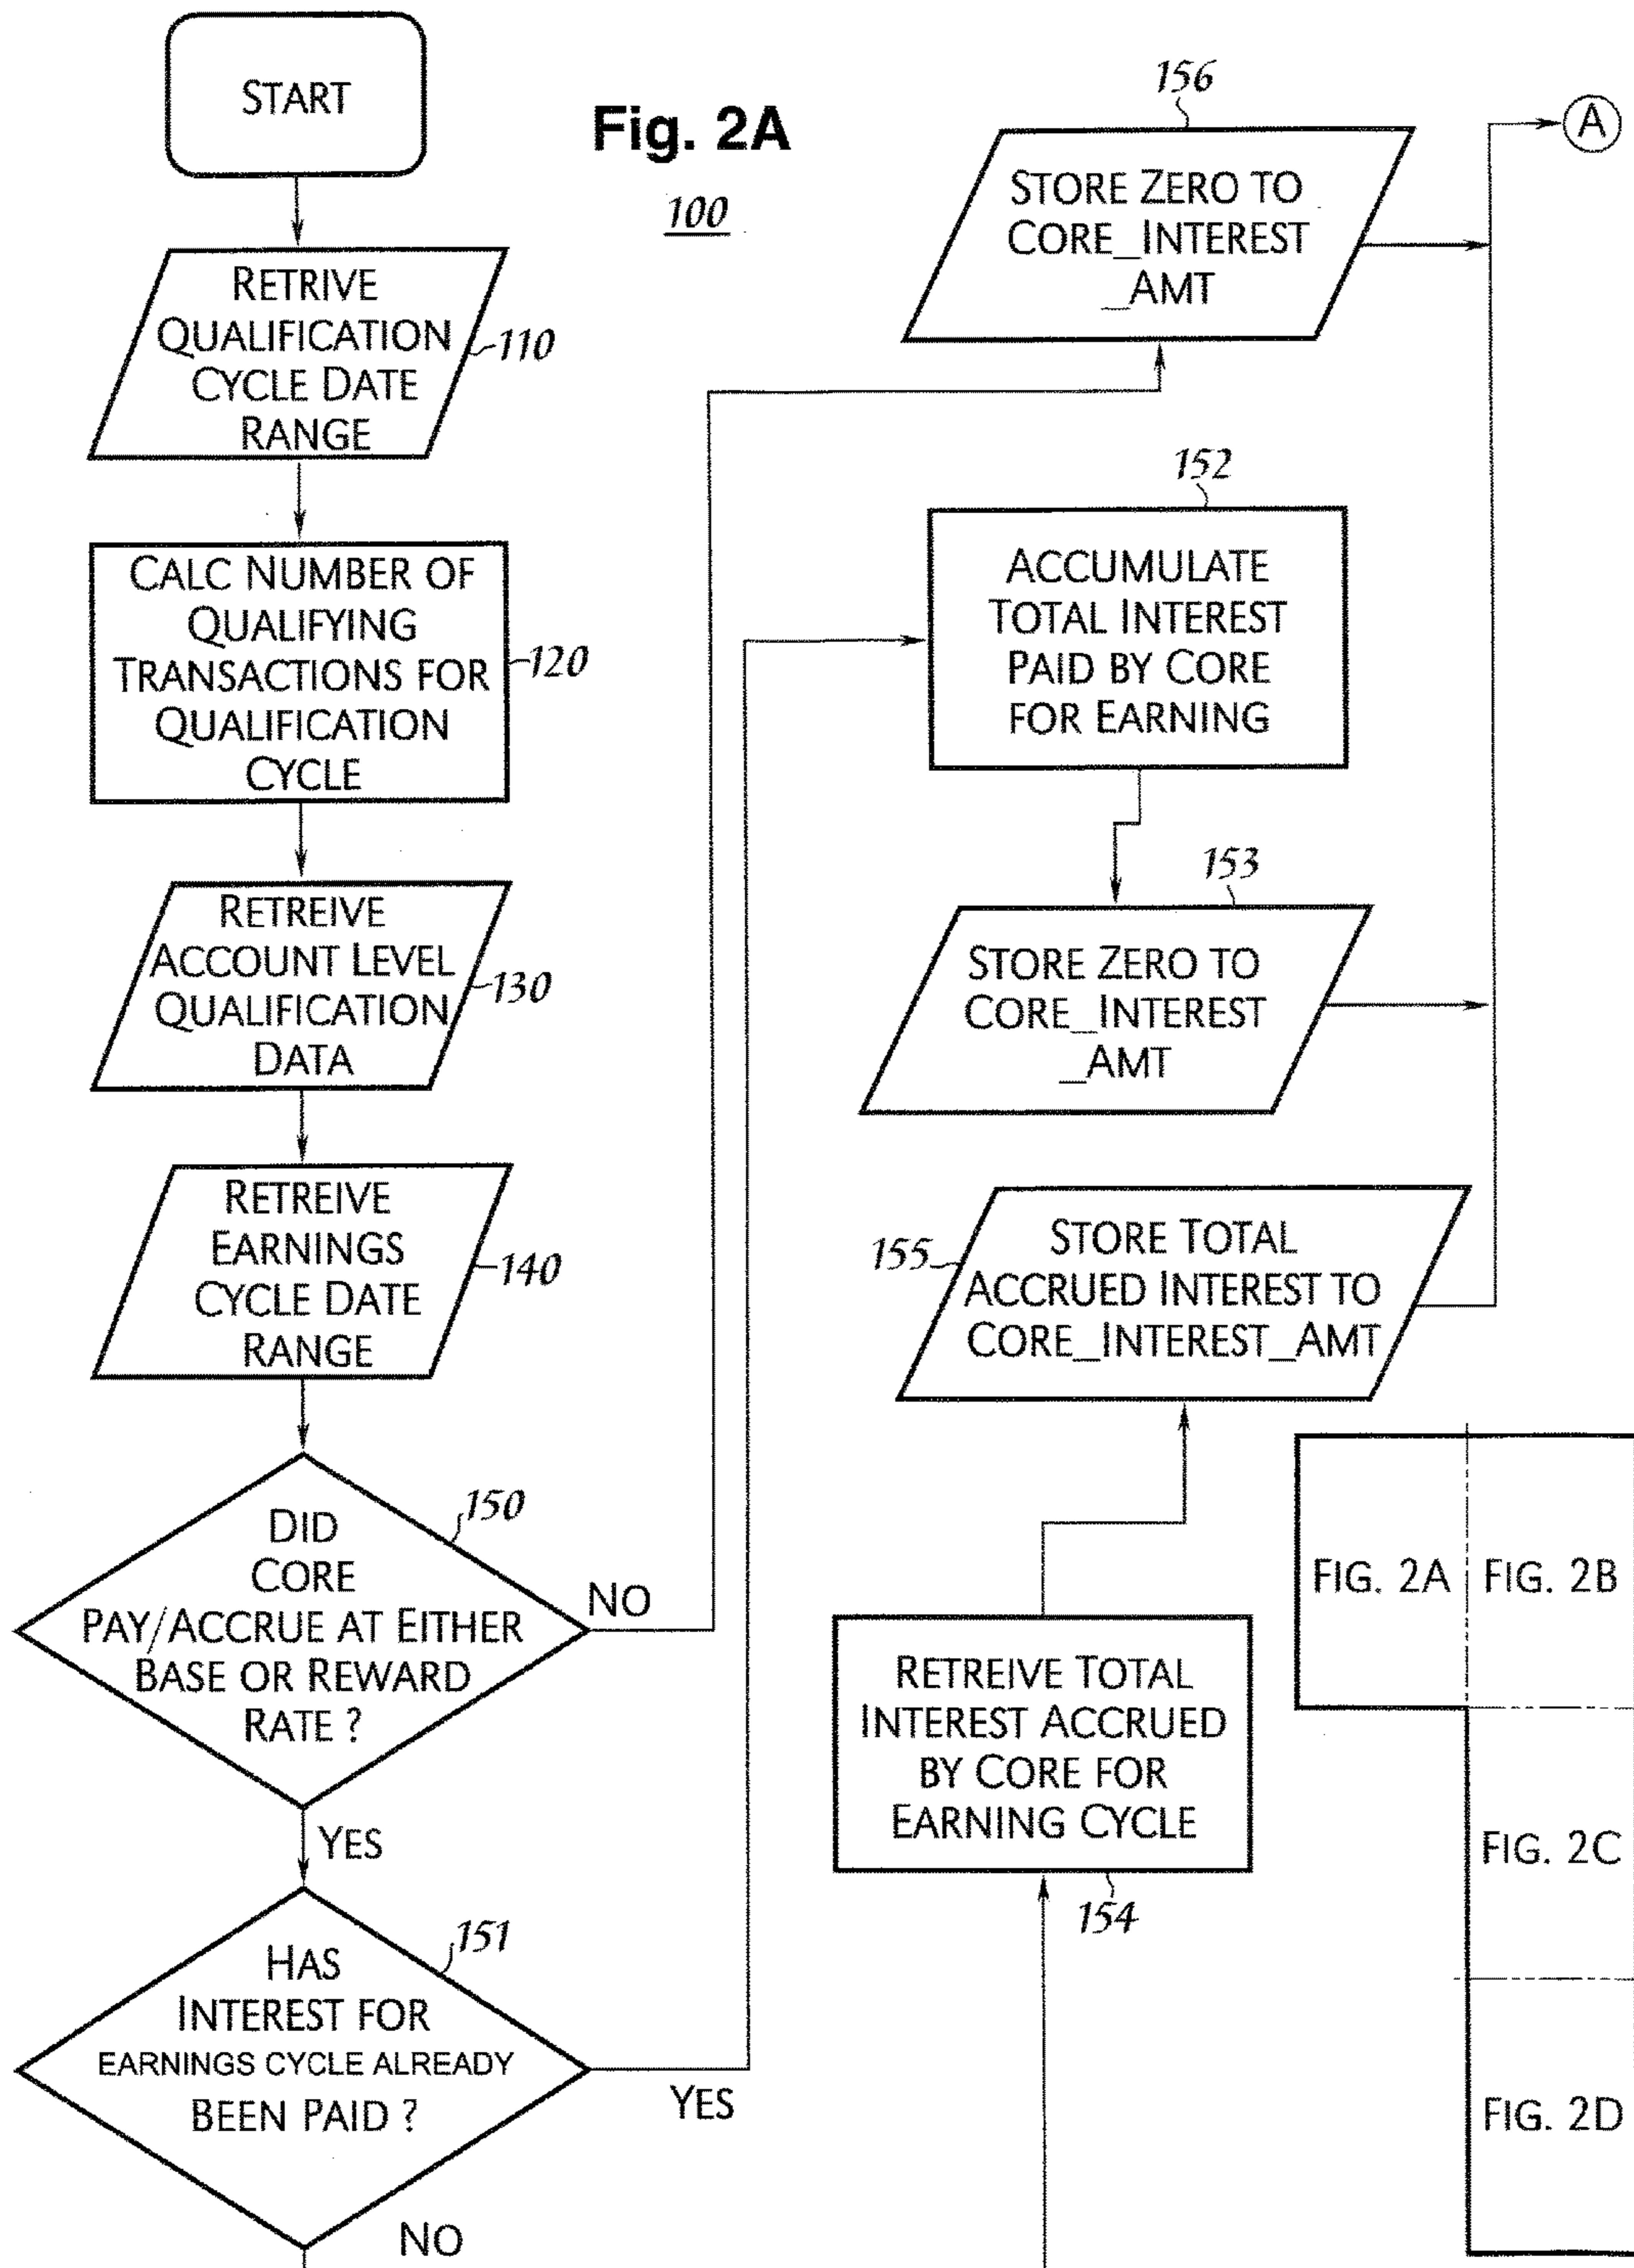 START
Fig. 2A
100
RETRIVE
QUALIFICATION
CYCLE DATE
RANGE
110
CALC NUMBER OF
QUALIFYING
TRANSACTIONS FOR
QUALIFICATION
CYCLE
120
RETREIVE
ACCOUNT LEVEL
QUALIFICATION
DATA
130
RETREIVE
EARNINGS
CYCLE DATE
RANGE
140
DID
CORE
PAY/ACCRUE AT EITHER
BASE OR REWARD
RATE ?
150
NO
YES
HAS
INTEREST FOR
EARNINGS CYCLE ALREADY
BEEN PAID ?
151
YES
NO
156
STORE ZERO TO
CORE_INTEREST
_AMT
A
152
ACCUMULATE
TOTAL INTEREST
PAID BY CORE
FOR EARNING
153
STORE ZERO TO
CORE_INTEREST
_AMT
155
STORE TOTAL
ACCRUED INTEREST TO
CORE_INTEREST_AMT
RETREIVE TOTAL
INTEREST ACCRUED
BY CORE FOR
EARNING CYCLE
154
FIG. 2A
FIG. 2B
FIG. 2C
FIG. 2D